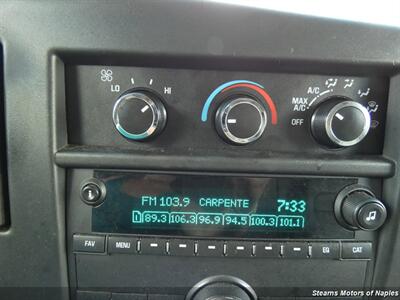 LO HI
A/C
MAX A/C
OFF
FM 103.9 CARPENTE 7:33
1 89.3 106.3 96.9 94.5 100.3 101.1
FAV MENU EQ CAT
Stearns Motors of Naples